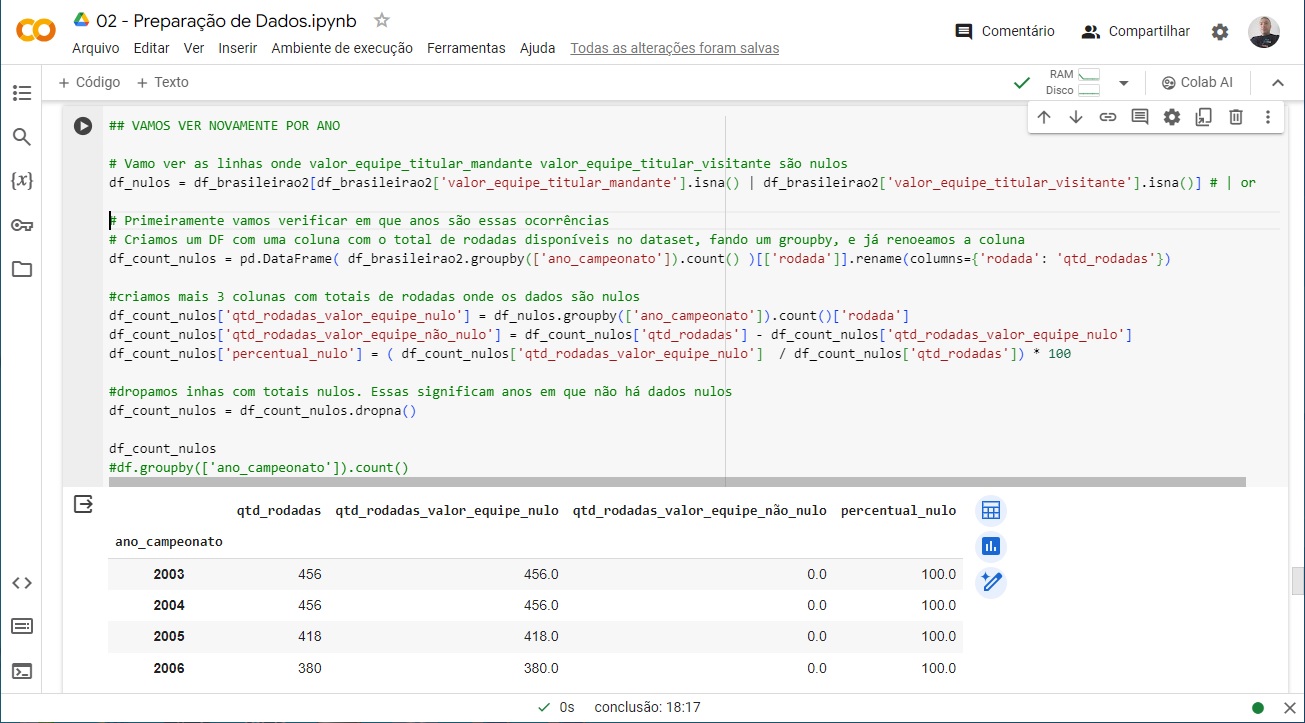 02 - Preparação de Dados.ipynb
Arquivo Editar Ver Inserir Ambiente de execução Ferramentas Ajuda Todas as alterações foram salvas
Comentário Compartilhar
+ Código + Texto
RAM
Disco
Colab AI
## VAMOS VER NOVAMENTE POR ANO
# Vamo ver as linhas onde valor_equipe_titular_mandante valor_equipe_titular_visitante são nulos
df_nulos = df_brasileirao2[df_brasileirao2['valor_equipe_titular_mandante'].isna() | df_brasileirao2['valor_equipe_titular_visitante'].isna()] # | or
# Primeiramente vamos verificar em que anos são essas ocorrências
# Criamos um DF com uma coluna com o total de rodadas disponíveis no dataset, fando um groupby, e já renoeamos a coluna
df_count_nulos = pd.DataFrame( df_brasileirao2.groupby(['ano_campeonato']).count() )[['rodada']].rename(columns={'rodada': 'qtd_rodadas'})
#criamos mais 3 colunas com totais de rodadas onde os dados são nulos
df_count_nulos['qtd_rodadas_valor_equipe_nulo'] = df_nulos.groupby(['ano_campeonato']).count()['rodada']
df_count_nulos['qtd_rodadas_valor_equipe_não_nulo'] = df_count_nulos['qtd_rodadas'] - df_count_nulos['qtd_rodadas_valor_equipe_nulo']
df_count_nulos['percentual_nulo'] = ( df_count_nulos['qtd_rodadas_valor_equipe_nulo']  / df_count_nulos['qtd_rodadas']) * 100
#dropamos inhas com totais nulos. Essas significam anos em que não há dados nulos
df_count_nulos = df_count_nulos.dropna()
df_count_nulos
#df.groupby(['ano_campeonato']).count()
qtd_rodadas qtd_rodadas_valor_equipe_nulo qtd_rodadas_valor_equipe_não_nulo percentual_nulo
ano_campeonato
2003 456 456.0 0.0 100.0
2004 456 456.0 0.0 100.0
2005 418 418.0 0.0 100.0
2006 380 380.0 0.0 100.0
0s conclusão: 18:17